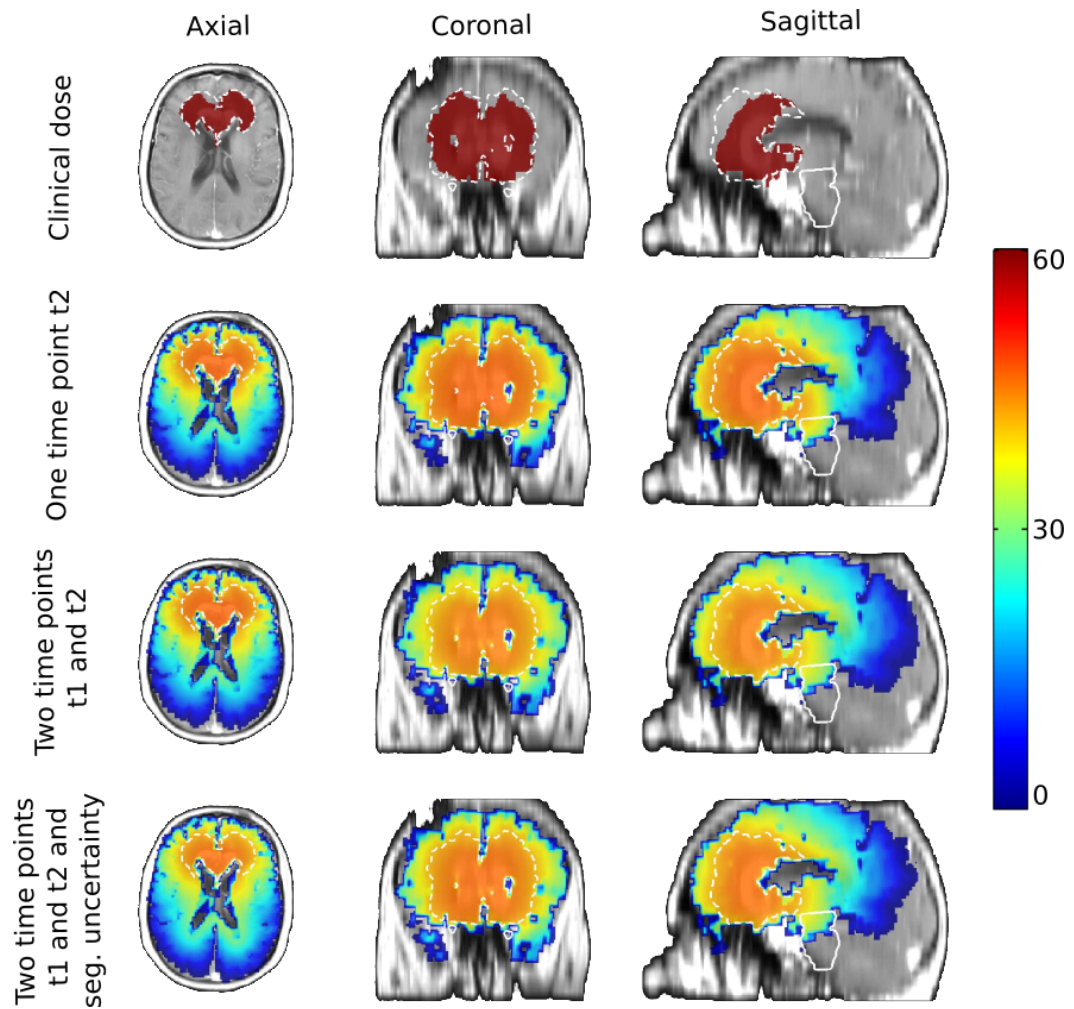 Axial
Coronal
Sagittal
Clinical dose
One time point t2
Two time points
t1 and t2
Two time points
t1 and t2 and
seg. uncertainty
60
30
0